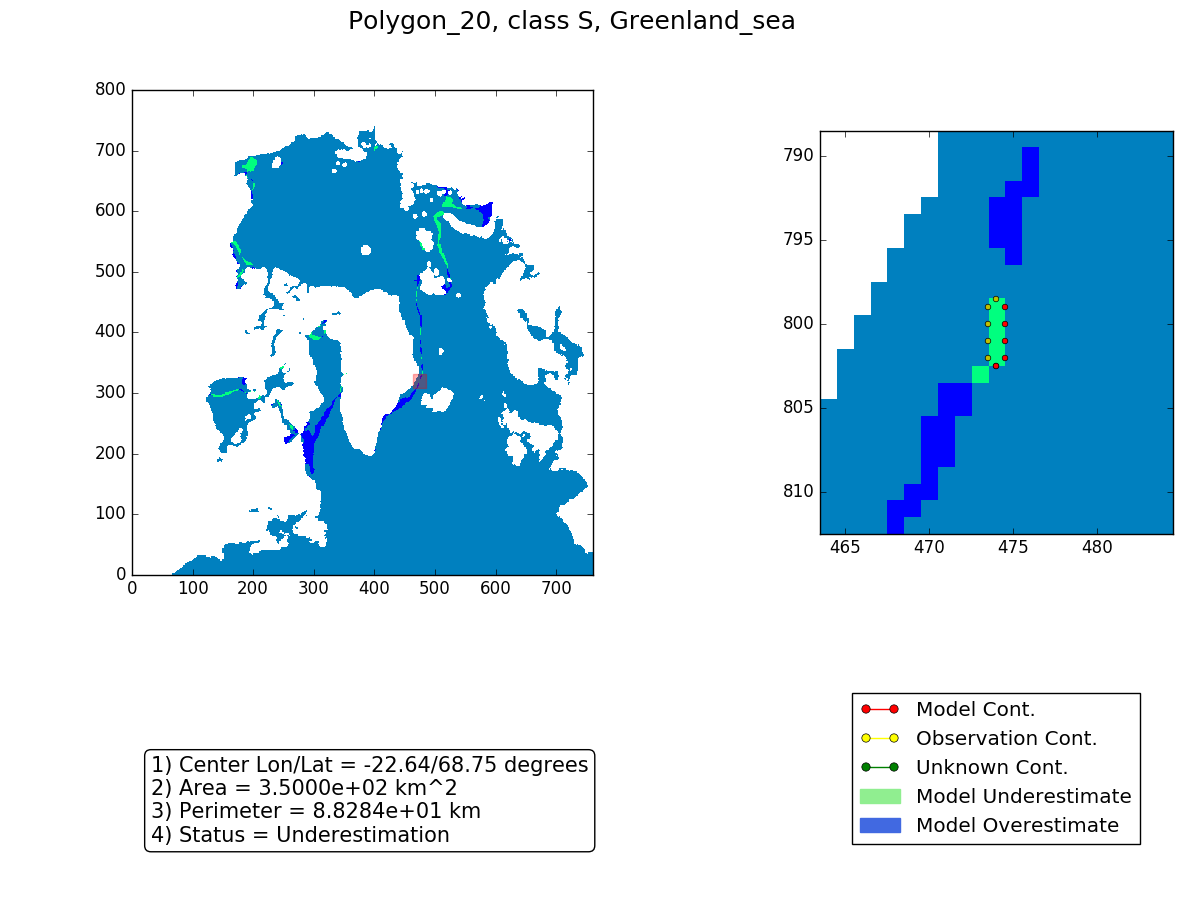 Polygon_20, class S, Greenland_sea
800
700
600
500
400
300
200
100
0
0 100 200 300 400 500 600 700
790
795
800
805
810
465 470 475 480
1) Center Lon/Lat = -22.64/68.75 degrees
2) Area = 3.5000e+02 km^2
3) Perimeter = 8.8284e+01 km
4) Status = Underestimation
Model Cont.
Observation Cont.
Unknown Cont.
Model Underestimate
Model Overestimate